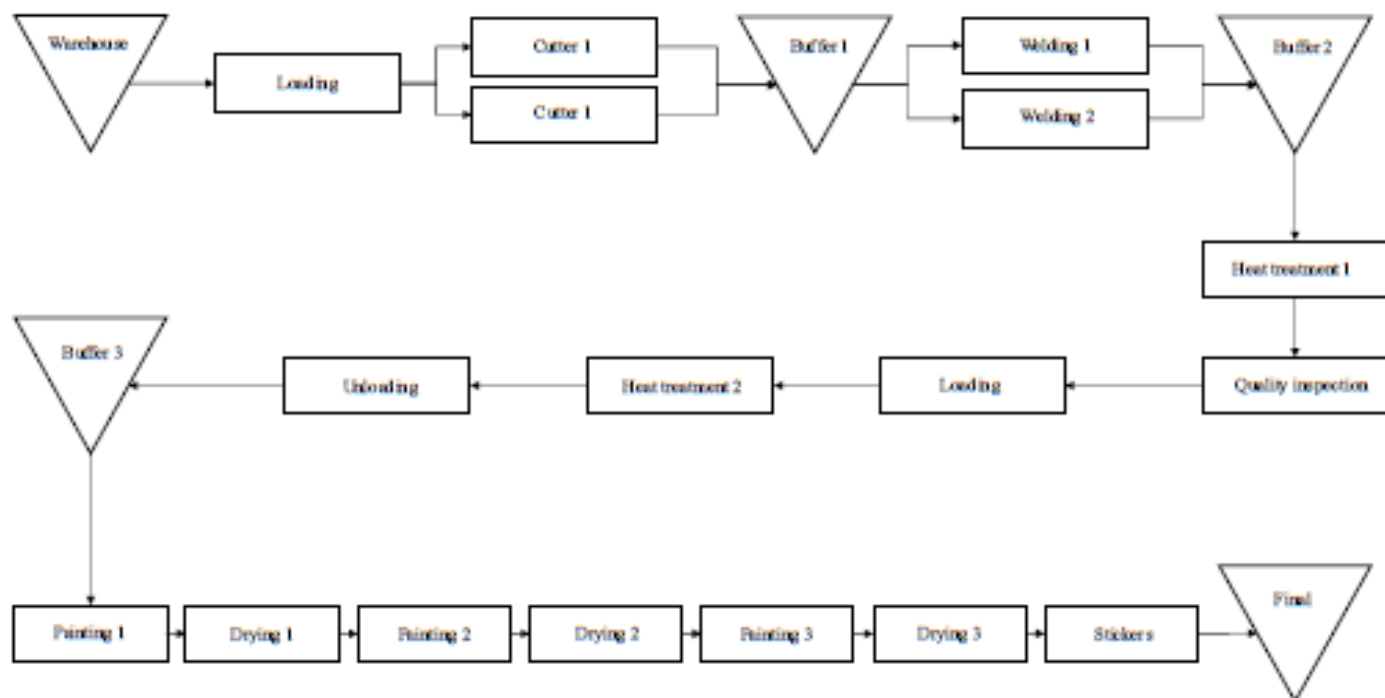 Warehouse
Loading
Cutter 1
Cutter 1
Buffer 1
Welding 1
Welding 2
Buffer 2
Heat treatment 1
Quality inspection
Loading
Heat treatment 2
Unloading
Buffer 3
Painting 1
Drying 1
Painting 2
Drying 2
Painting 3
Drying 3
Stickers
Final